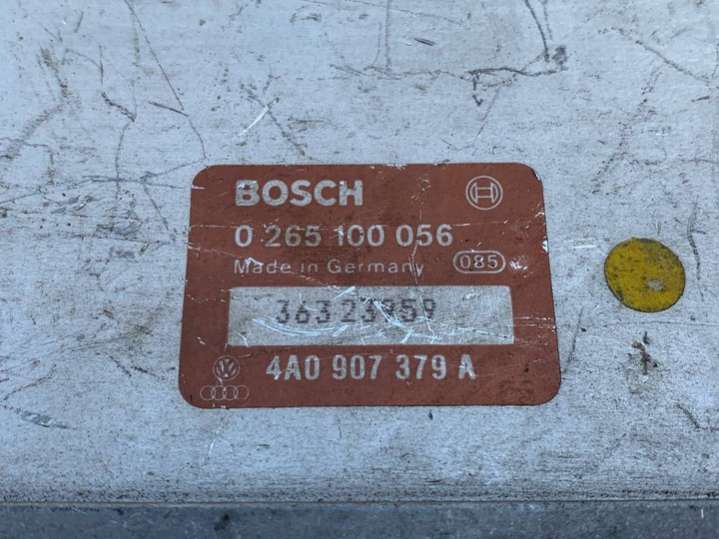 BOSCH
0 265 100 056
Made in Germany 085
36323959
4A0 907 379 A